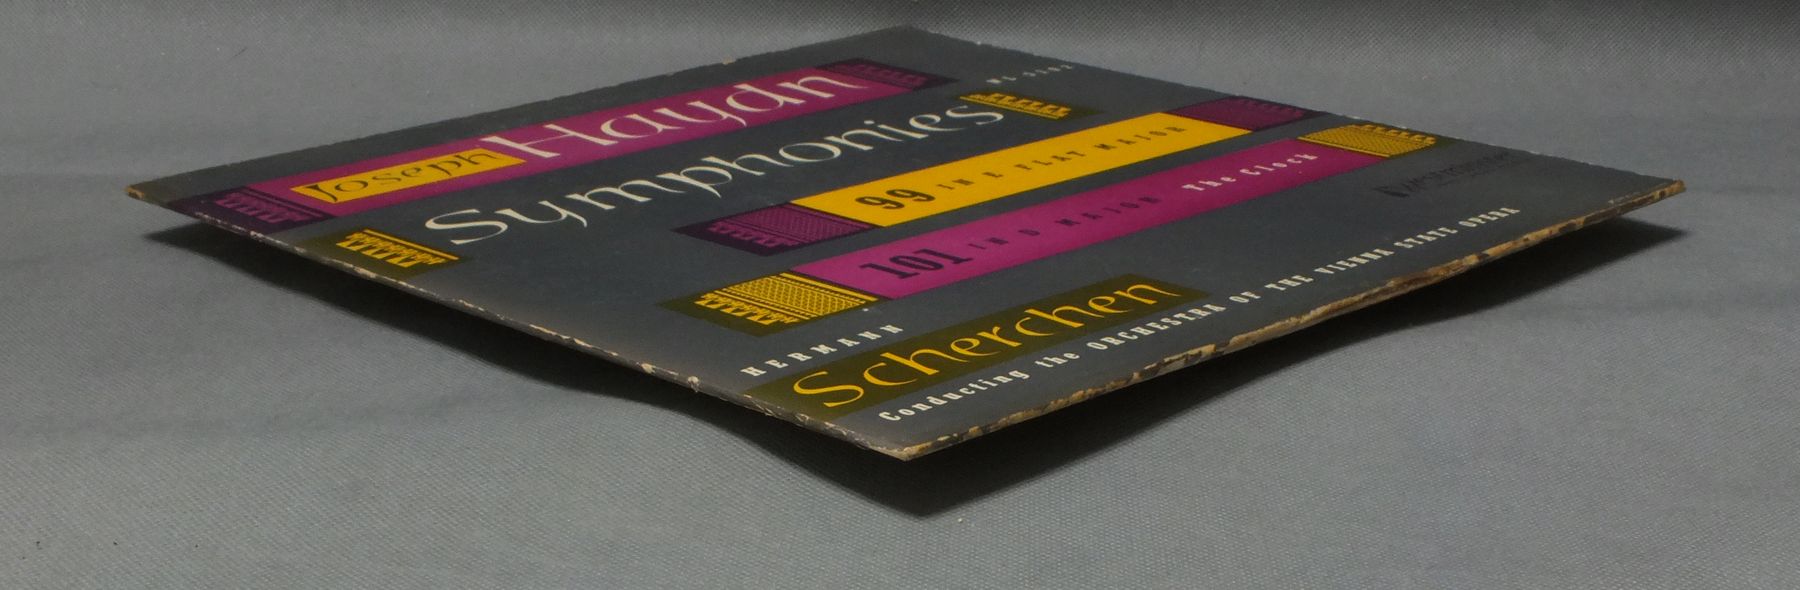 Joseph Haydn
Symphonies
99 IN E FLAT MAJOR
101 IN D MAJOR The Clock
HERMANN
Scherchen
Conducting the ORCHESTRA OF THE VIENNA STATE OPERA
Westminster